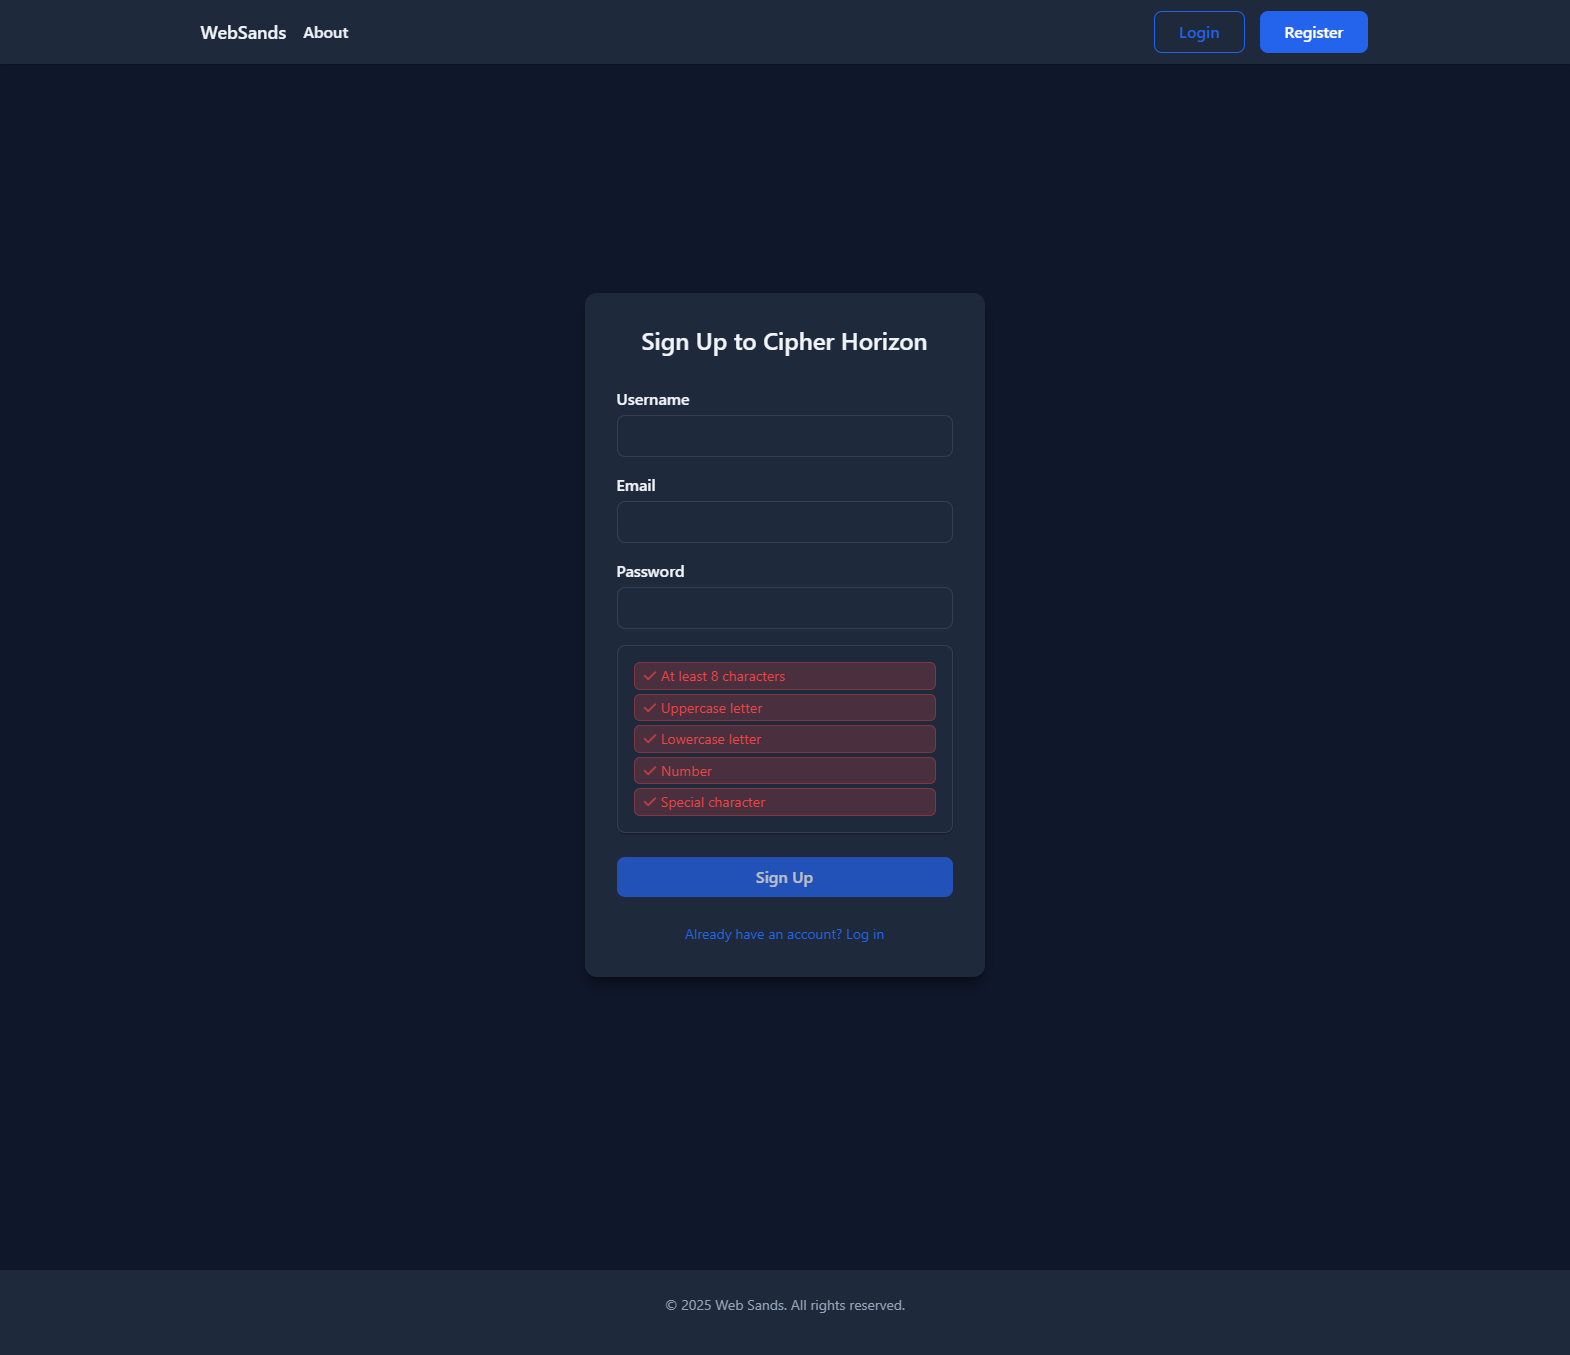 WebSands About Login Register
Sign Up to Cipher Horizon
Username
Email
Password
At least 8 characters
Uppercase letter
Lowercase letter
Number
Special character
Sign Up
Already have an account? Log in
© 2025 Web Sands. All rights reserved.